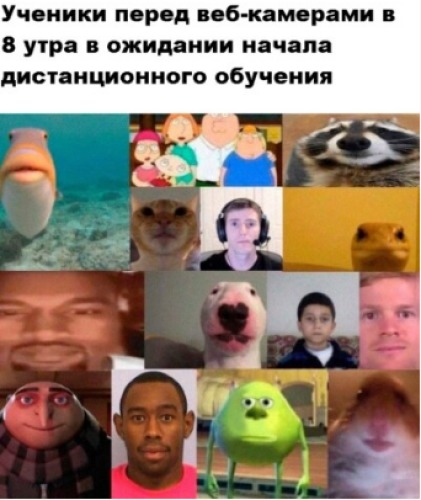 Ученики перед веб-камерами в
8 утра в ожидании начала
дистанционного обучения